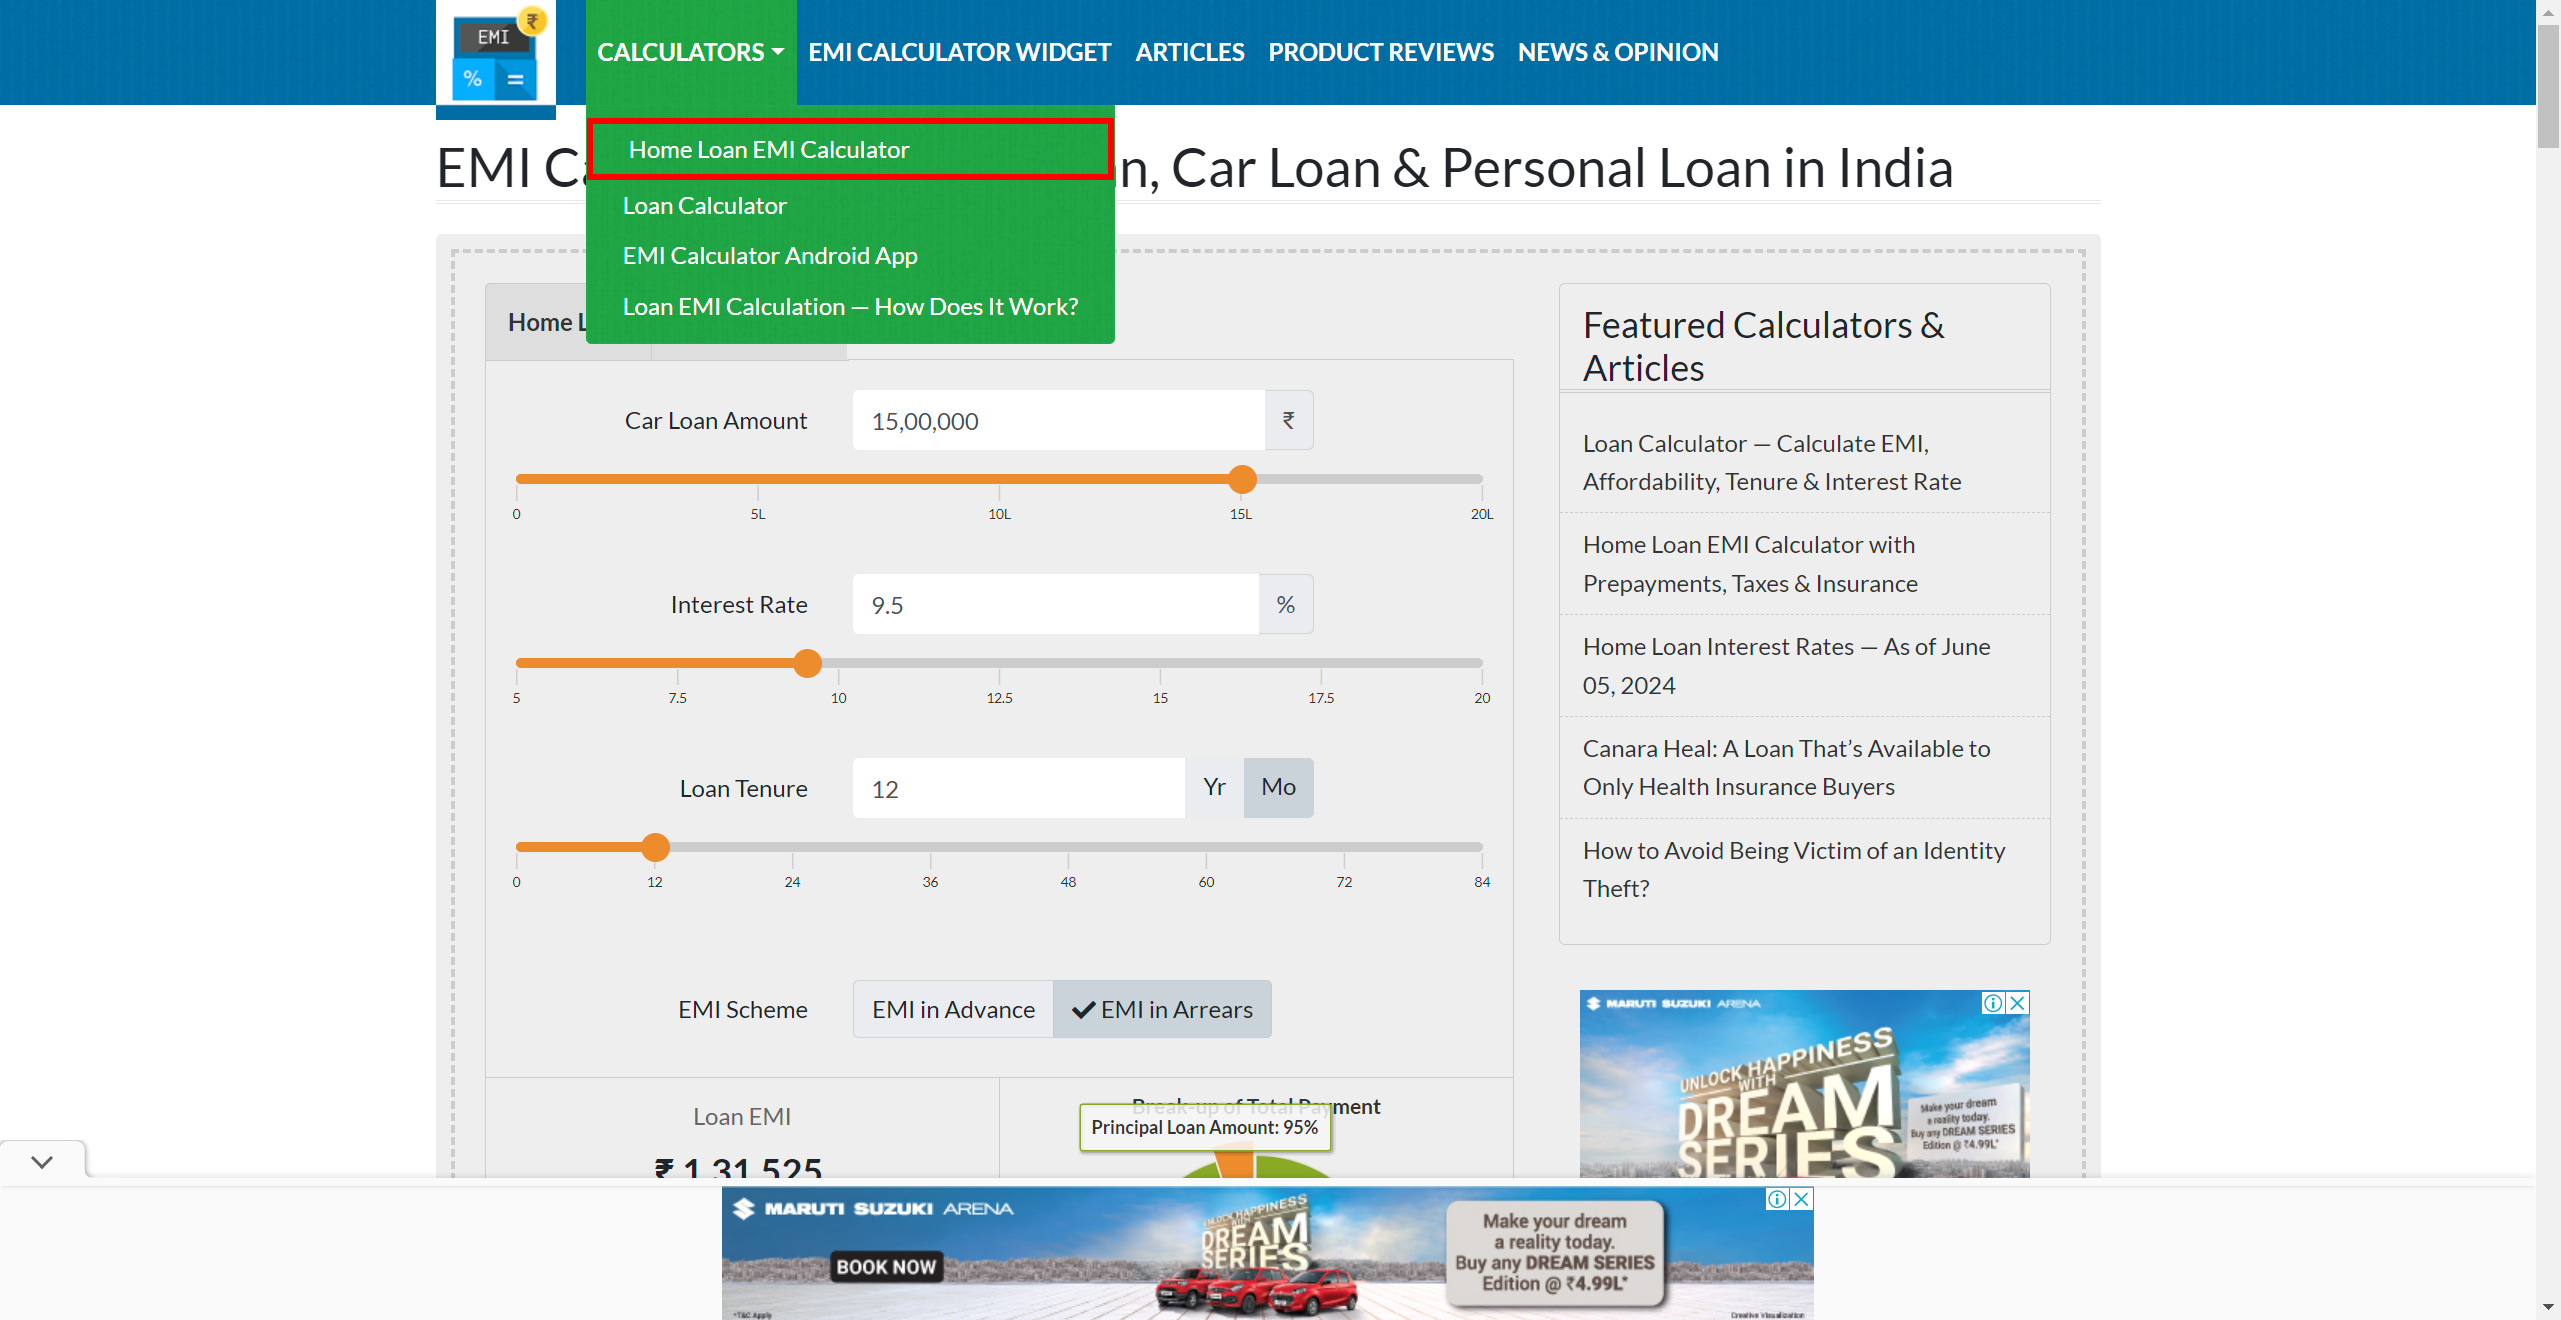 EMI
₹
%
=
CALCULATORS
EMI CALCULATOR WIDGET
ARTICLES
PRODUCT REVIEWS
NEWS & OPINION
Home Loan EMI Calculator
Loan Calculator
EMI Calculator Android App
Loan EMI Calculation — How Does It Work?
EMI Ca
n, Car Loan & Personal Loan in India
Home L
Car Loan Amount
15,00,000
₹
0
5L
10L
15L
20L
Interest Rate
9.5
%
5
7.5
10
12.5
15
17.5
20
Loan Tenure
12
Yr
Mo
0
12
24
36
48
60
72
84
EMI Scheme
EMI in Advance
EMI in Arrears
Loan EMI
₹ 1,31,525
Break-up of Total Payment
Principal Loan Amount: 95%
Featured Calculators &
Articles
Loan Calculator — Calculate EMI,
Affordability, Tenure & Interest Rate
Home Loan EMI Calculator with
Prepayments, Taxes & Insurance
Home Loan Interest Rates — As of June
05, 2024
Canara Heal: A Loan That's Available to
Only Health Insurance Buyers
How to Avoid Being Victim of an Identity
Theft?
MARUTI SUZUKI ARENA
UNLOCK HAPPINESS
WITH
DREAM
SERIES
Make your dream
a reality today.
Buy any DREAM SERIES
Edition @ ₹4.99L*
MARUTI SUZUKI ARENA
BOOK NOW
UNLOCK HAPPINESS
WITH
DREAM
SERIES
Make your dream
a reality today.
Buy any DREAM SERIES
Edition @ ₹4.99L*
*T&C Apply
Creative Visualization